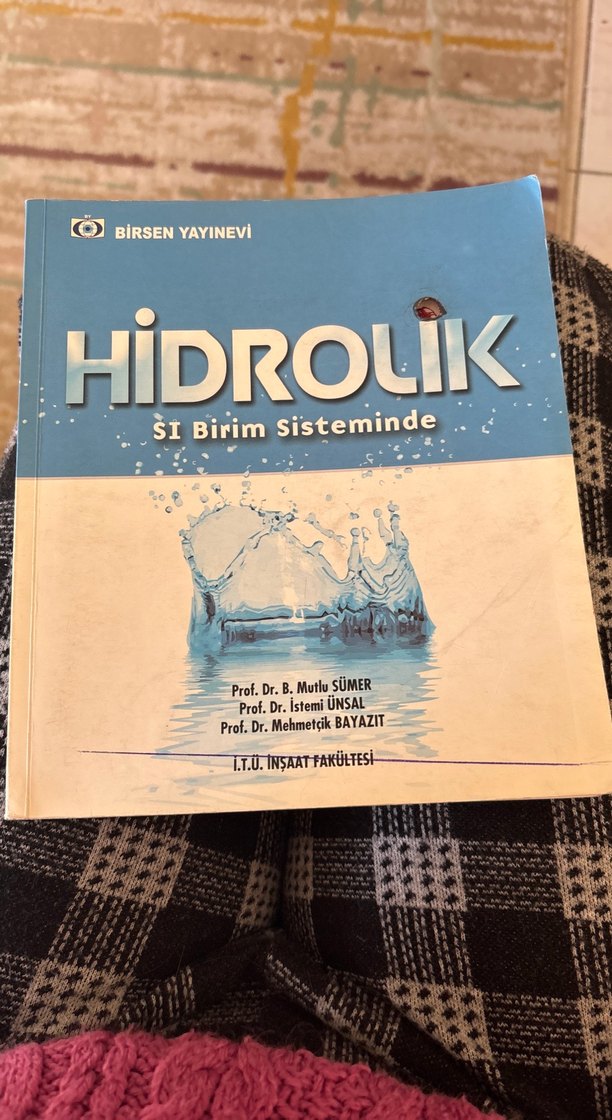 BİRSEN YAYINEVİ
HİDROLİK
SI Birim Sisteminde
Prof. Dr. B. Mutlu SÜMER
Prof. Dr. İstemi ÜNSAL
Prof. Dr. Mehmetçik BAYAZIT
İ.T.Ü. İNŞAAT FAKÜLTESİ